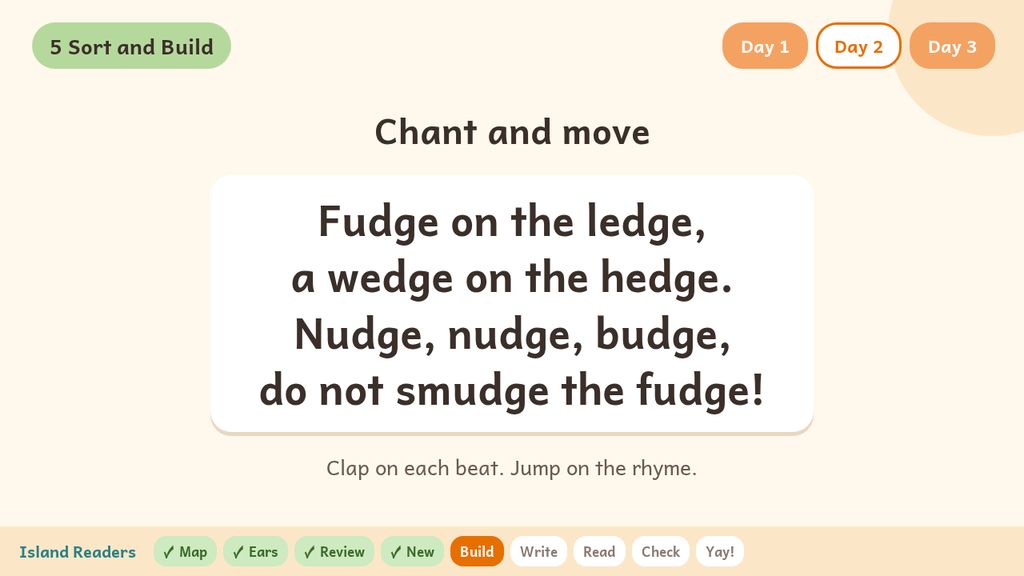 5 Sort and Build
Day 1 Day 2 Day 3
Chant and move
Fudge on the ledge,
a wedge on the hedge.
Nudge, nudge, budge,
do not smudge the fudge!
Clap on each beat. Jump on the rhyme.
Island Readers ✓ Map ✓ Ears ✓ Review ✓ New Build Write Read Check Yay!